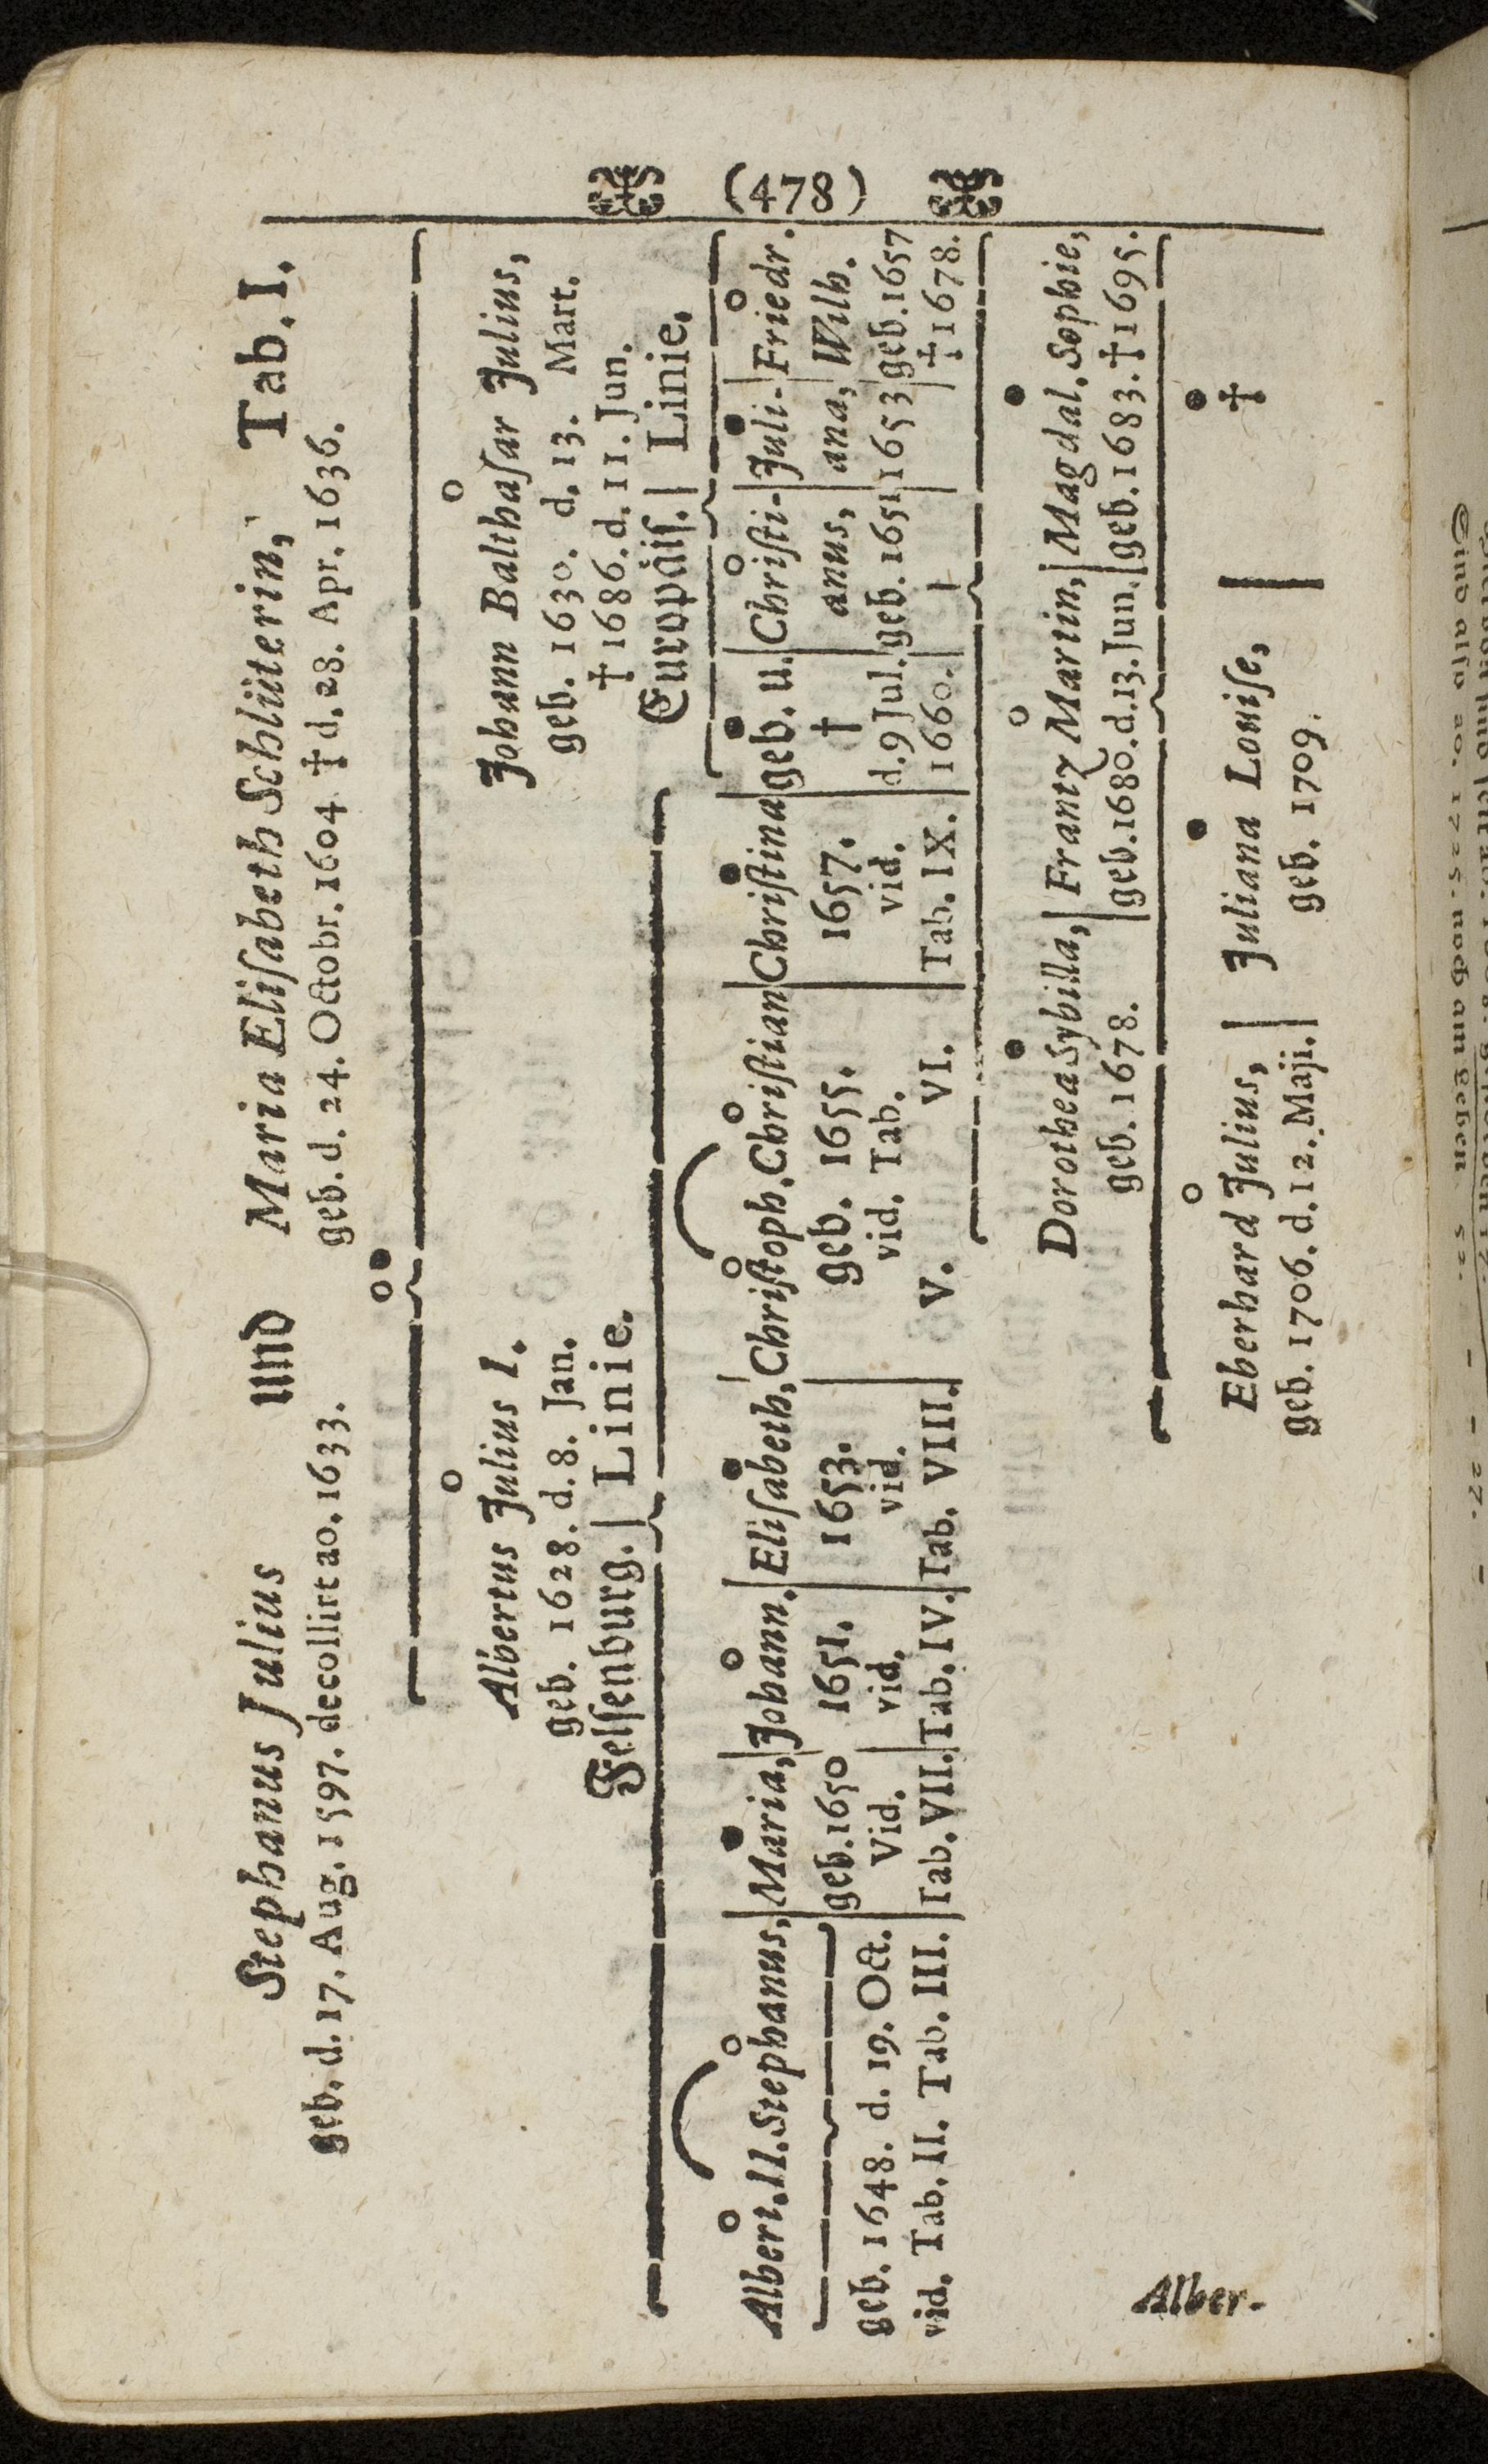 (478)
Tab. I.
Stephanus Julius und Maria Elisabeth Schlüterin,
geb. d. 17. Aug. 1597. decollirt ao. 1633. geb. d. 24. Octobr. 1604 † d. 28. Apr. 1636.
Albertus Julius I. Johann Balthasar Julius,
geb. 1628. d. 8. Jan. geb. 1630. d. 13. Mart.
† 1686. d. 11. Jun.
Felsenburg. | Linie. Europäis. | Linie.
Albert. II. Stephanus, | Maria, | Johann. | Elisabeth, | Christoph. Christian | Christina | geb. u. | Christi- | Juli- | Friedr.
geb. 1650 1651. 1653. geb. 1655. 1657. † anus, ana, Wilh.
geb. 1648. d. 19. Oct. Vid. vid. vid. vid. Tab. vid. d. 9 Jul. geb. 1651 1653 geb. 1657
vid. Tab. II. Tab. III. | Tab. VII. | Tab. IV. | Tab. VIII. | V. VI. | Tab. IX. | 1660. † 1678.
Dorothea Sybilla, | Frantz Martin, | Magdal. Sophie,
geb. 1678. | geb. 1680. d. 13. Jun. | geb. 1683. † 1695.
Eberhard Julius, | Juliana Louise, | †
geb. 1706. d. 12. Maji. | geb. 1709.
Alber-